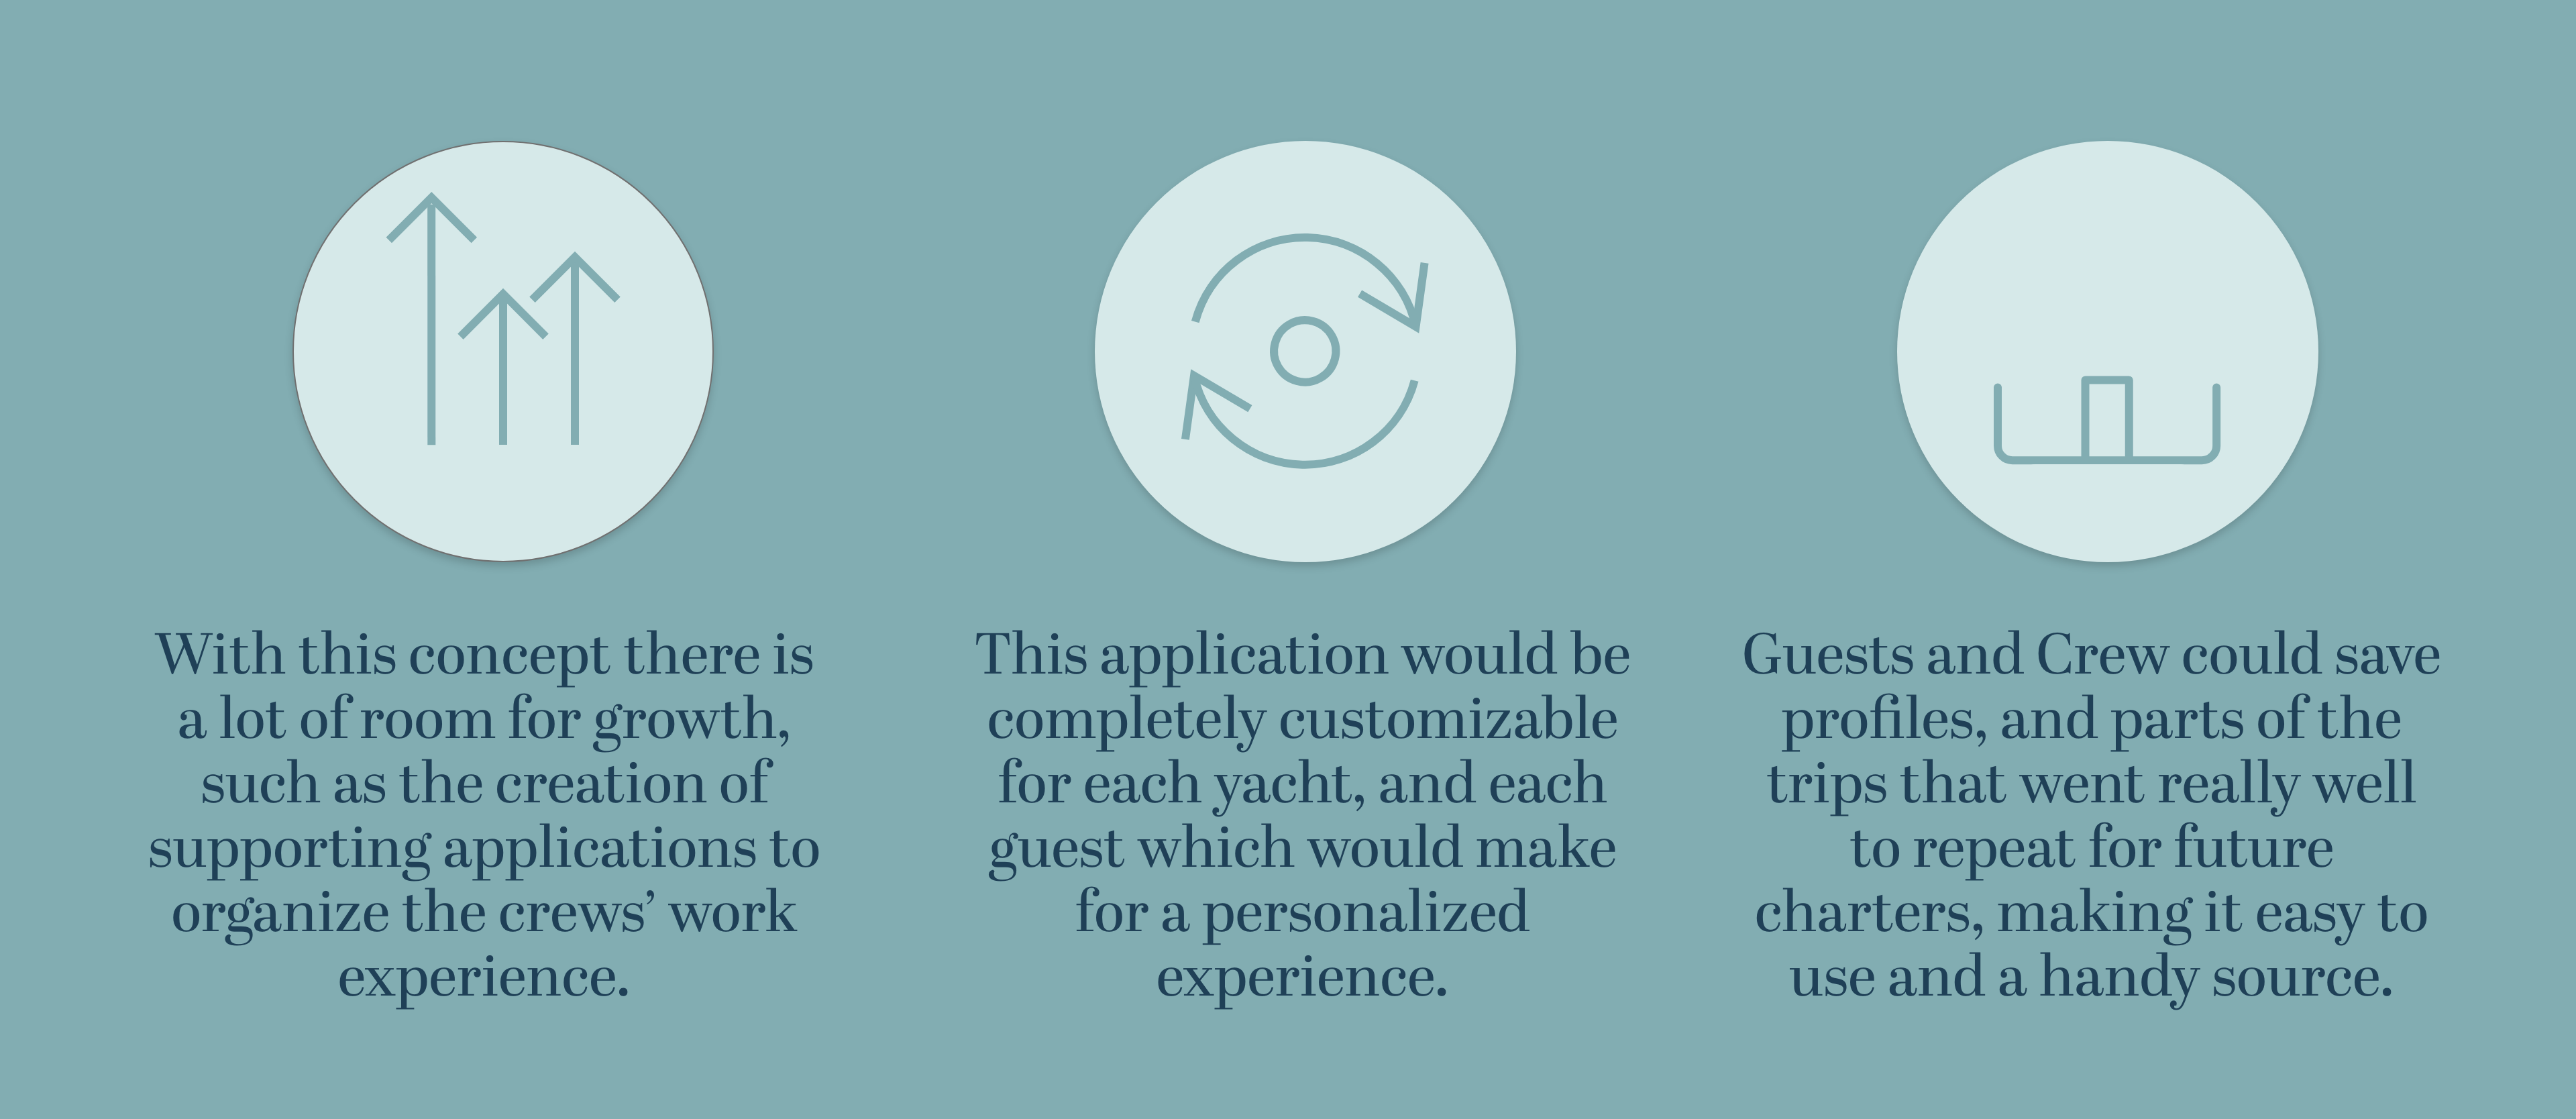 With this concept there is
a lot of room for growth,
such as the creation of
supporting applications to
organize the crews’ work
experience.
This application would be
completely customizable
for each yacht, and each
guest which would make
for a personalized
experience.
Guests and Crew could save
profiles, and parts of the
trips that went really well
to repeat for future
charters, making it easy to
use and a handy source.